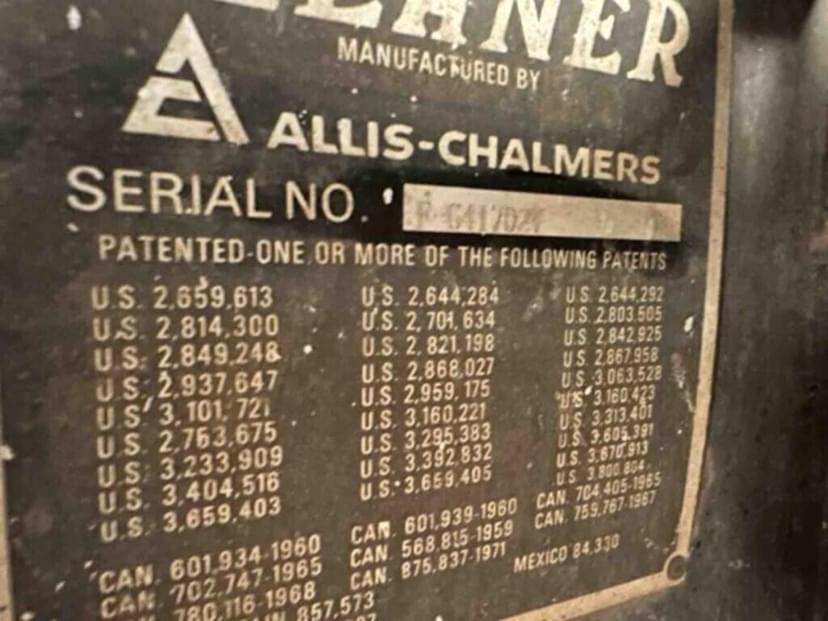 LEANER
MANUFACTURED BY
ALLIS-CHALMERS
SERIAL NO.
PATENTED-ONE OR MORE OF THE FOLLOWING PATENTS
U.S. 2,659,613 U.S. 2,644,284 U.S. 2,644,292
U.S. 2,814,300 U.S. 2,701,634 U.S. 2,803,505
U.S. 2,849,248 U.S. 2,821,198 U.S. 2,842,925
U.S. 2,937,647 U.S. 2,868,027 U.S. 2,867,958
U.S. 3,101,721 U.S. 2,959,175 U.S. 3,063,528
U.S. 2,763,675 U.S. 3,160,221 U.S. 3,160,423
U.S. 3,233,909 U.S. 3,295,383 U.S. 3,313,401
U.S. 3,404,516 U.S. 3,392,832 U.S. 3,605,391
U.S. 3,659,403 U.S. 3,659,405 U.S. 3,670,913
U.S. 3,800,804
CAN. 601,934-1960 CAN. 601,939-1960 CAN. 704,405-1965
CAN. 702,747-1965 CAN. 568,815-1959 CAN. 759,767-1967
780,116-1968 CAN. 875,837-1971 MEXICO 84,330
857,573